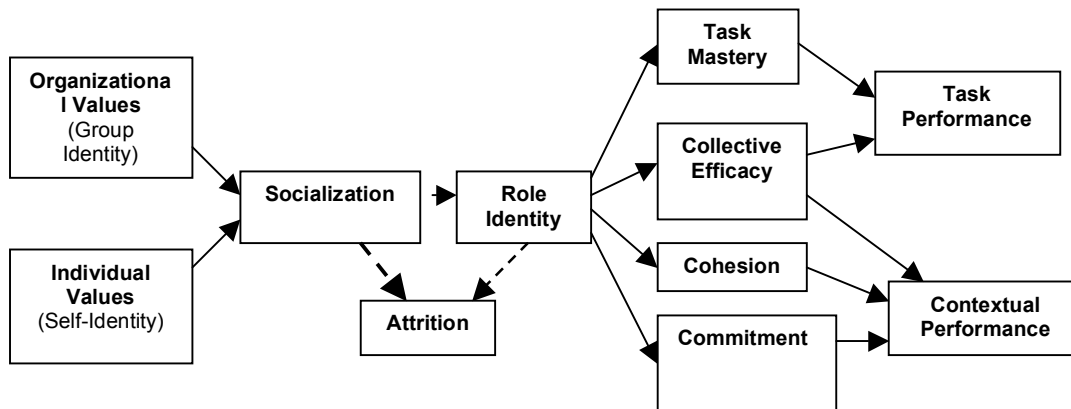 Organizationa
l Values
(Group
Identity)
Individual
Values
(Self-Identity)
Socialization
Attrition
Role
Identity
Task
Mastery
Collective
Efficacy
Cohesion
Commitment
Task
Performance
Contextual
Performance